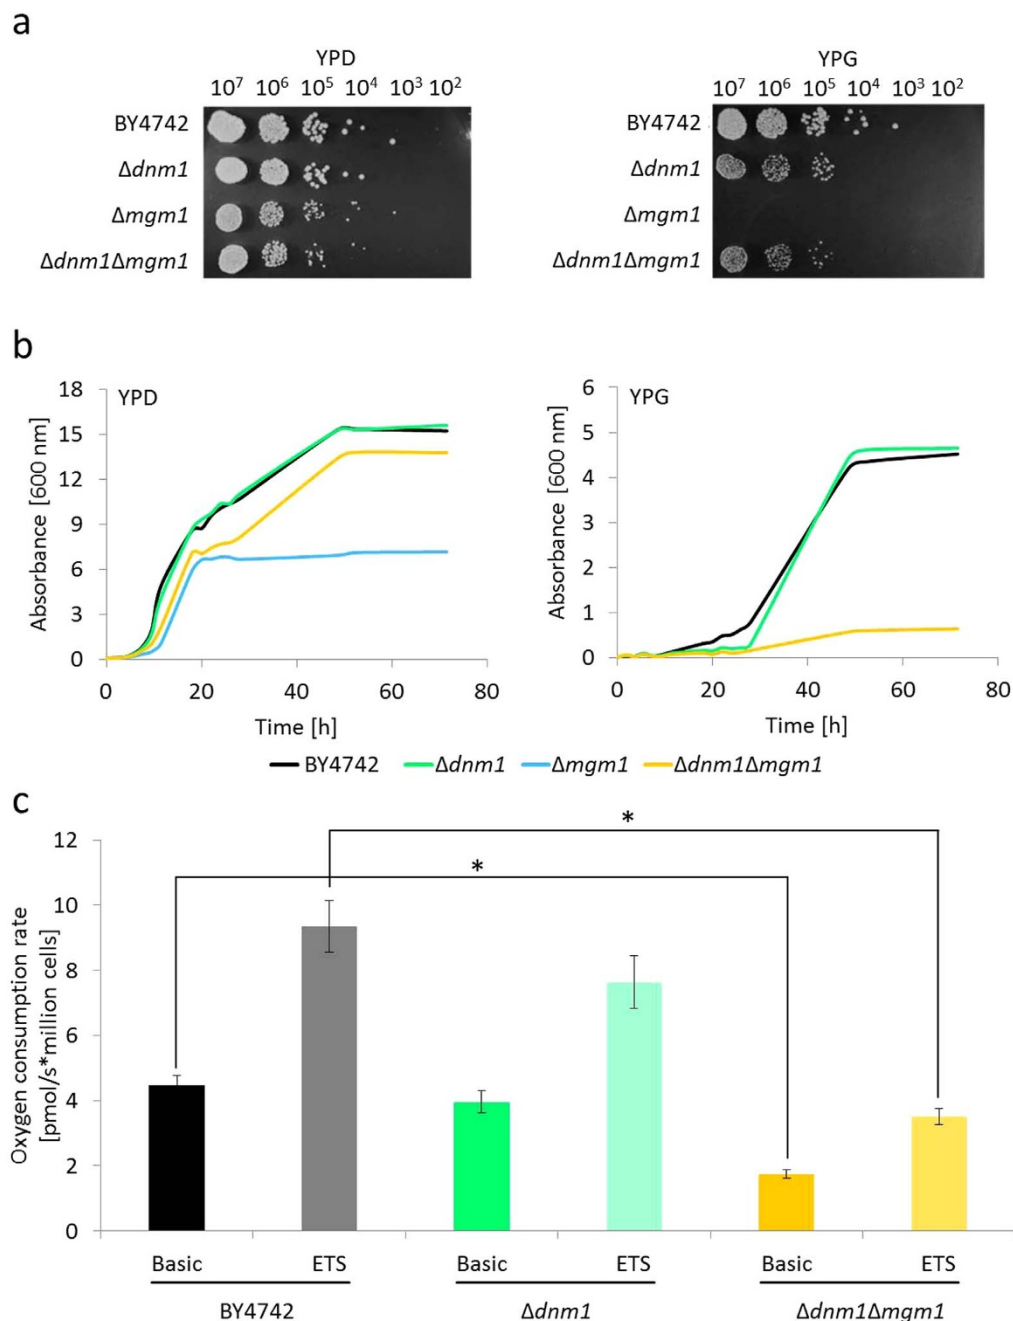 a
YPD
10⁷ 10⁶ 10⁵ 10⁴ 10³ 10²
BY4742
Δdnm1
Δmgm1
Δdnm1Δmgm1
YPG
10⁷ 10⁶ 10⁵ 10⁴ 10³ 10²
BY4742
Δdnm1
Δmgm1
Δdnm1Δmgm1
b
YPD
Absorbance [600 nm]
18
15
12
9
6
3
0
0 20 40 60 80
Time [h]
YPG
Absorbance [600 nm]
6
5
4
3
2
1
0
0 20 40 60 80
Time [h]
BY4742 Δdnm1 Δmgm1 Δdnm1Δmgm1
c
Oxygen consumption rate
[pmol/s*million cells]
12
10
8
6
4
2
0
*
*
Basic ETS Basic ETS Basic ETS
BY4742 Δdnm1 Δdnm1Δmgm1